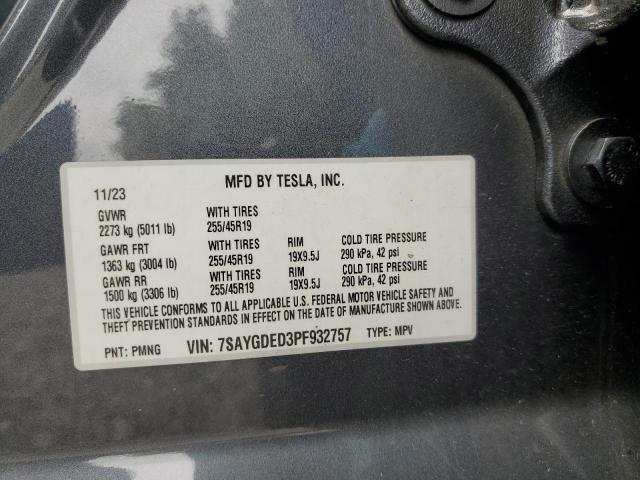 11/23 MFD BY TESLA, INC.
GVWR WITH TIRES
2273 kg (5011 lb) 255/45R19
GAWR FRT WITH TIRES RIM COLD TIRE PRESSURE
1363 kg (3004 lb) 255/45R19 19X9.5J 290 kPa, 42 psi
GAWR RR WITH TIRES RIM COLD TIRE PRESSURE
1500 kg (3306 lb) 255/45R19 19X9.5J 290 kPa, 42 psi
THIS VEHICLE CONFORMS TO ALL APPLICABLE U.S. FEDERAL MOTOR VEHICLE SAFETY AND
THEFT PREVENTION STANDARDS IN EFFECT ON THE DATE OF MANUFACTURE SHOWN ABOVE.
PNT: PMNG VIN: 7SAYGDED3PF932757 TYPE: MPV